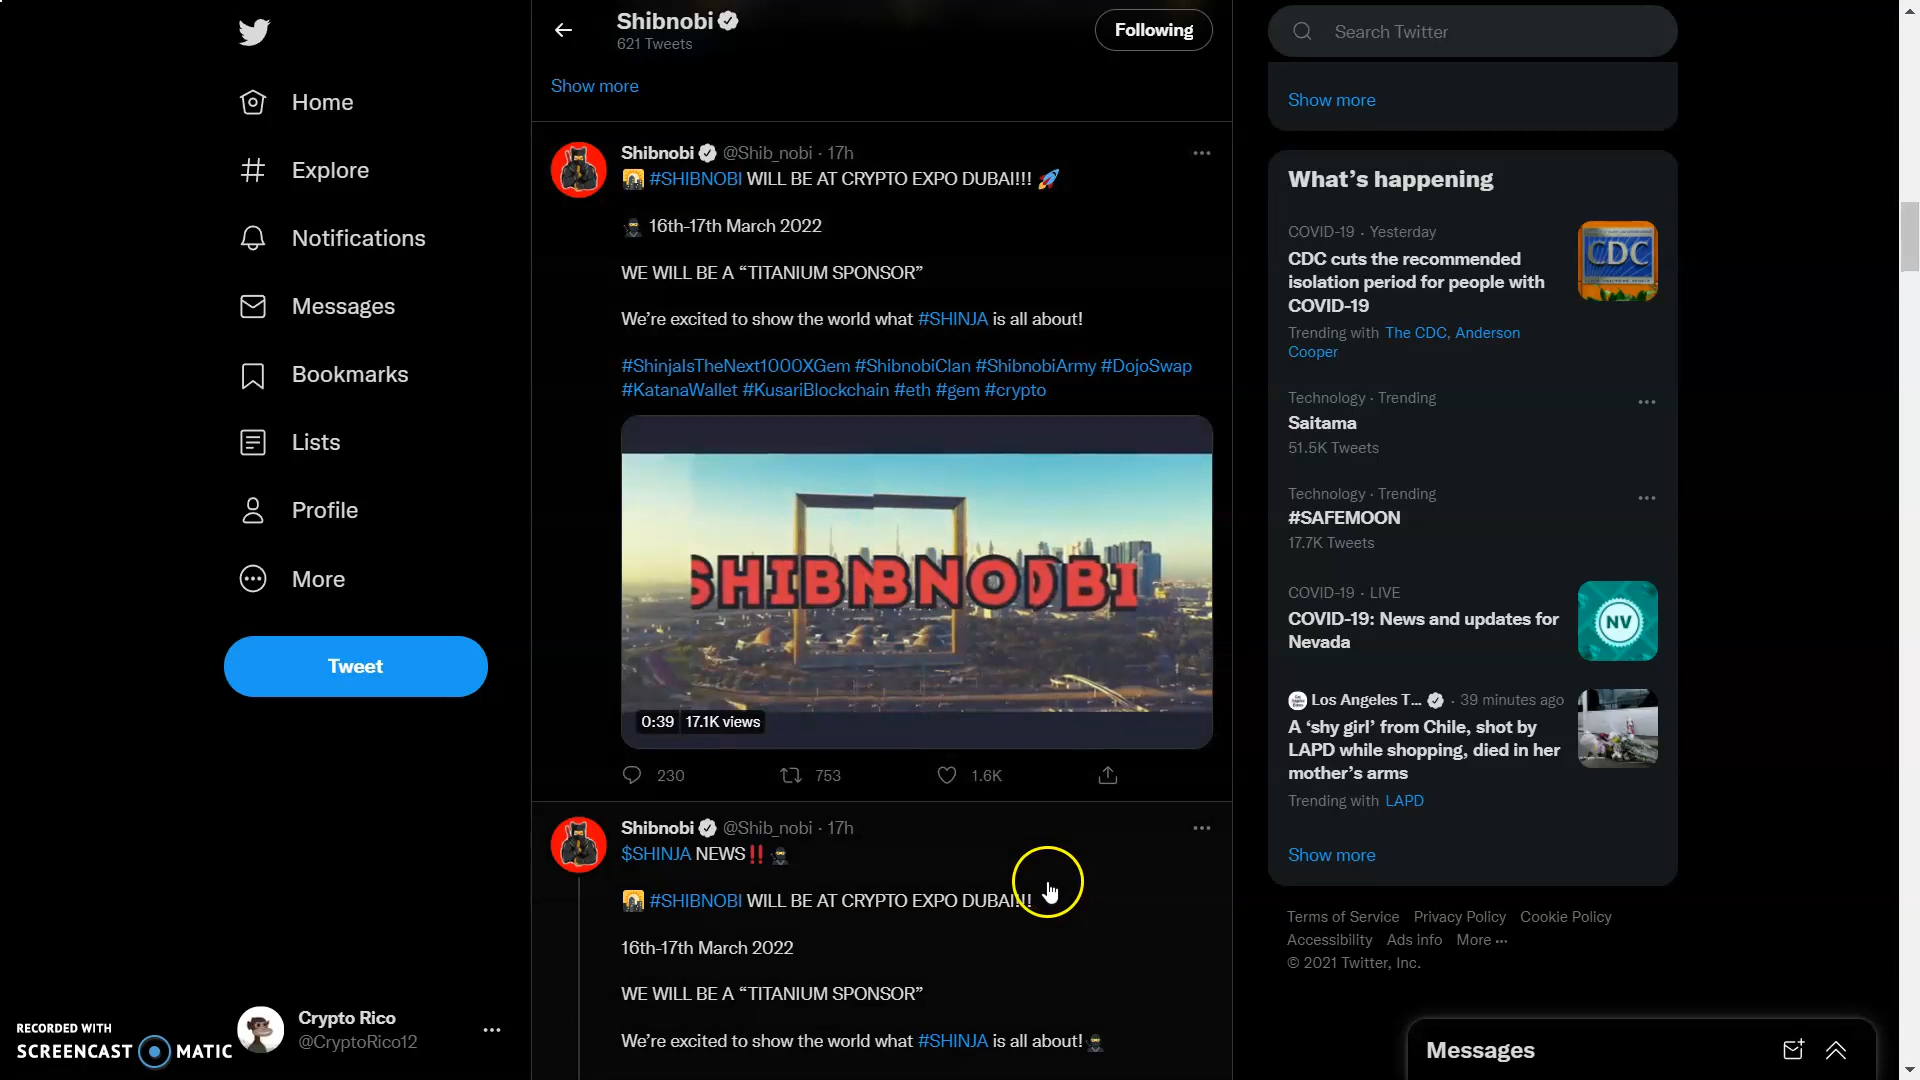 Home
Explore
Notifications
Messages
Bookmarks
Lists
Profile
More
Tweet
Crypto Rico
@CryptoRico12
RECORDED WITH
SCREENCAST MATIC
Shibnobi
621 Tweets
Following
Show more
Shibnobi @Shib_nobi · 17h
#SHIBNOBI WILL BE AT CRYPTO EXPO DUBAI!!!
16th-17th March 2022
WE WILL BE A “TITANIUM SPONSOR”
We’re excited to show the world what #SHINJA is all about!
#ShinjaIsTheNext1000XGem #ShibnobiClan #ShibnobiArmy #DojoSwap
#KatanaWallet #KusariBlockchain #eth #gem #crypto
SHIBNBNODBI
0:39 17.1K views
230 753 1.6K
Shibnobi @Shib_nobi · 17h
$SHINJA NEWS‼
#SHIBNOBI WILL BE AT CRYPTO EXPO DUBAI!!!
16th-17th March 2022
WE WILL BE A “TITANIUM SPONSOR”
We’re excited to show the world what #SHINJA is all about!
Search Twitter
Show more
What’s happening
COVID-19 · Yesterday
CDC cuts the recommended
isolation period for people with
COVID-19
Trending with The CDC, Anderson
Cooper
CDC
Technology · Trending
Saitama
51.5K Tweets
Technology · Trending
#SAFEMOON
17.7K Tweets
COVID-19 · LIVE
COVID-19: News and updates for
Nevada
NV
Los Angeles T... · 39 minutes ago
A ‘shy girl’ from Chile, shot by
LAPD while shopping, died in her
mother’s arms
Trending with LAPD
Show more
Terms of Service Privacy Policy Cookie Policy
Accessibility Ads info More ···
© 2021 Twitter, Inc.
Messages